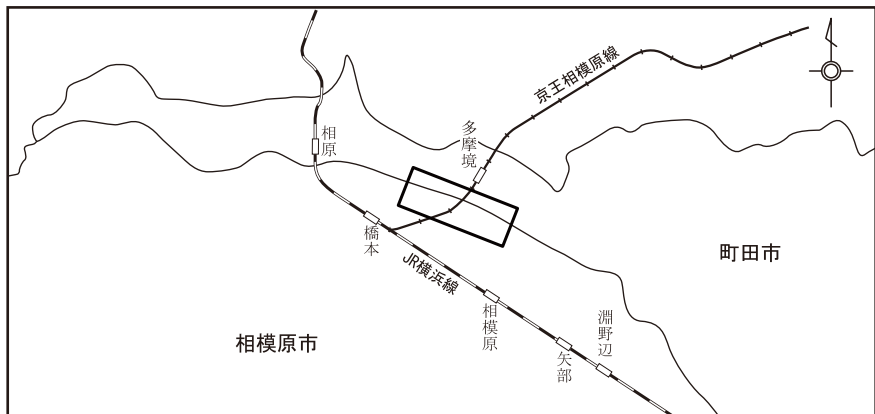 京王相模原線
多摩境
相原
橋本
JR横浜線
町田市
相模原市
相模原
淵野辺
矢部